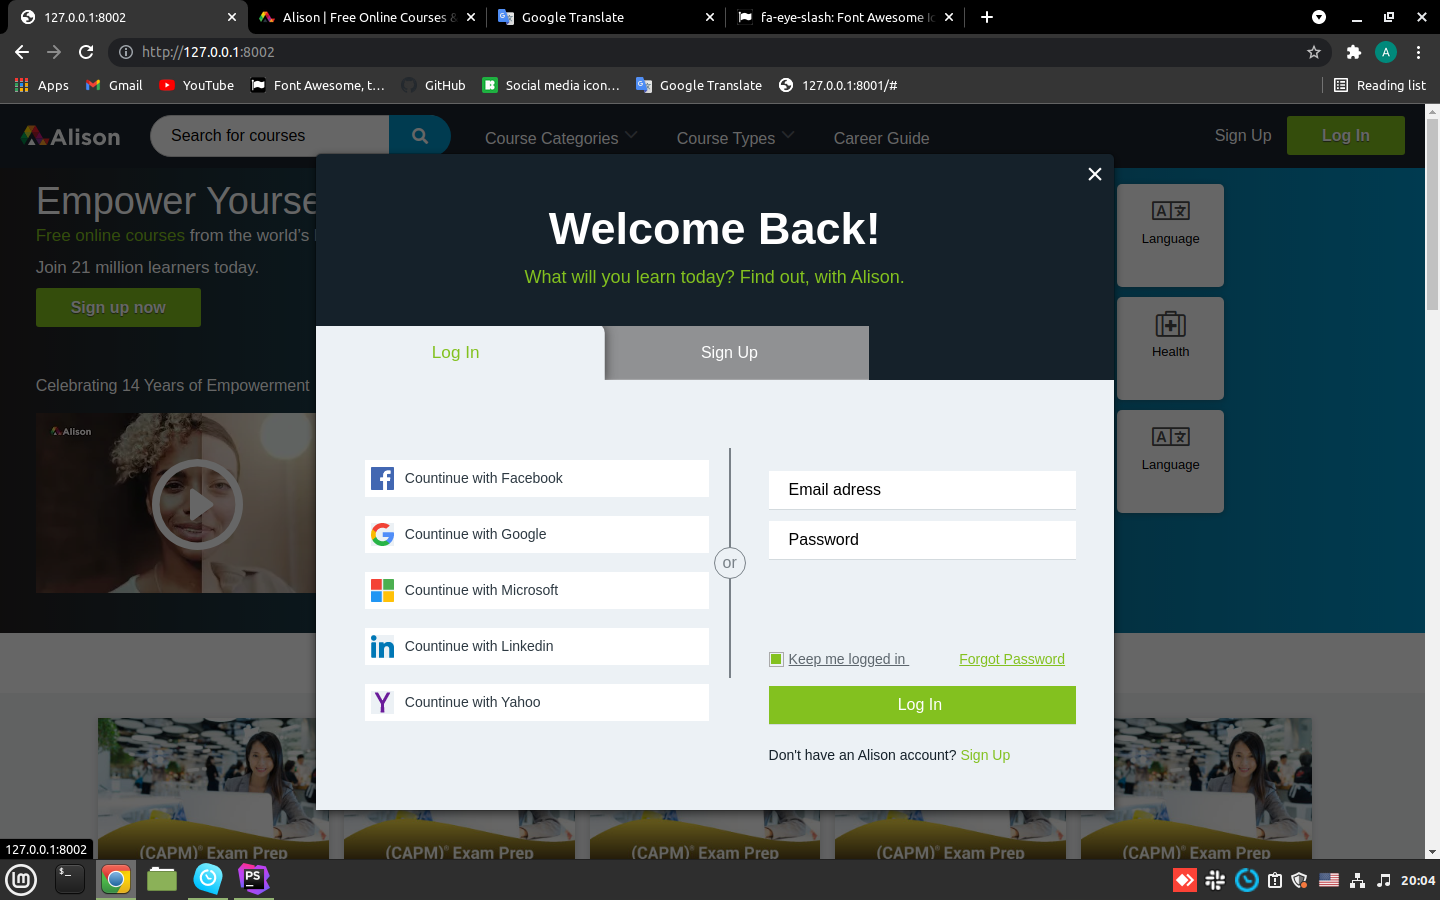 127.0.0.1:8002
Alison | Free Online Courses &
Google Translate
fa-eye-slash: Font Awesome Ic
http://127.0.0.1:8002
A
Apps
Gmail
YouTube
Font Awesome, t...
GitHub
Social media icon...
Google Translate
127.0.0.1:8001/#
Reading list
Alison
Search for courses
Course Categories
Course Types
Career Guide
Sign Up
Log In
Empower Yourse
Free online courses from the world's
Join 21 million learners today.
Sign up now
Celebrating 14 Years of Empowerment
Alison
Welcome Back!
What will you learn today? Find out, with Alison.
Log In
Sign Up
Countinue with Facebook
Countinue with Google
Countinue with Microsoft
Countinue with Linkedin
Countinue with Yahoo
or
Email adress
Password
Keep me logged in
Forgot Password
Log In
Don't have an Alison account? Sign Up
Language
Health
Language
(CAPM)® Exam Prep
(CAPM)® Exam Prep
(CAPM)® Exam Prep
(CAPM)® Exam Prep
(CAPM)® Exam Prep
127.0.0.1:8002
PS
20:04